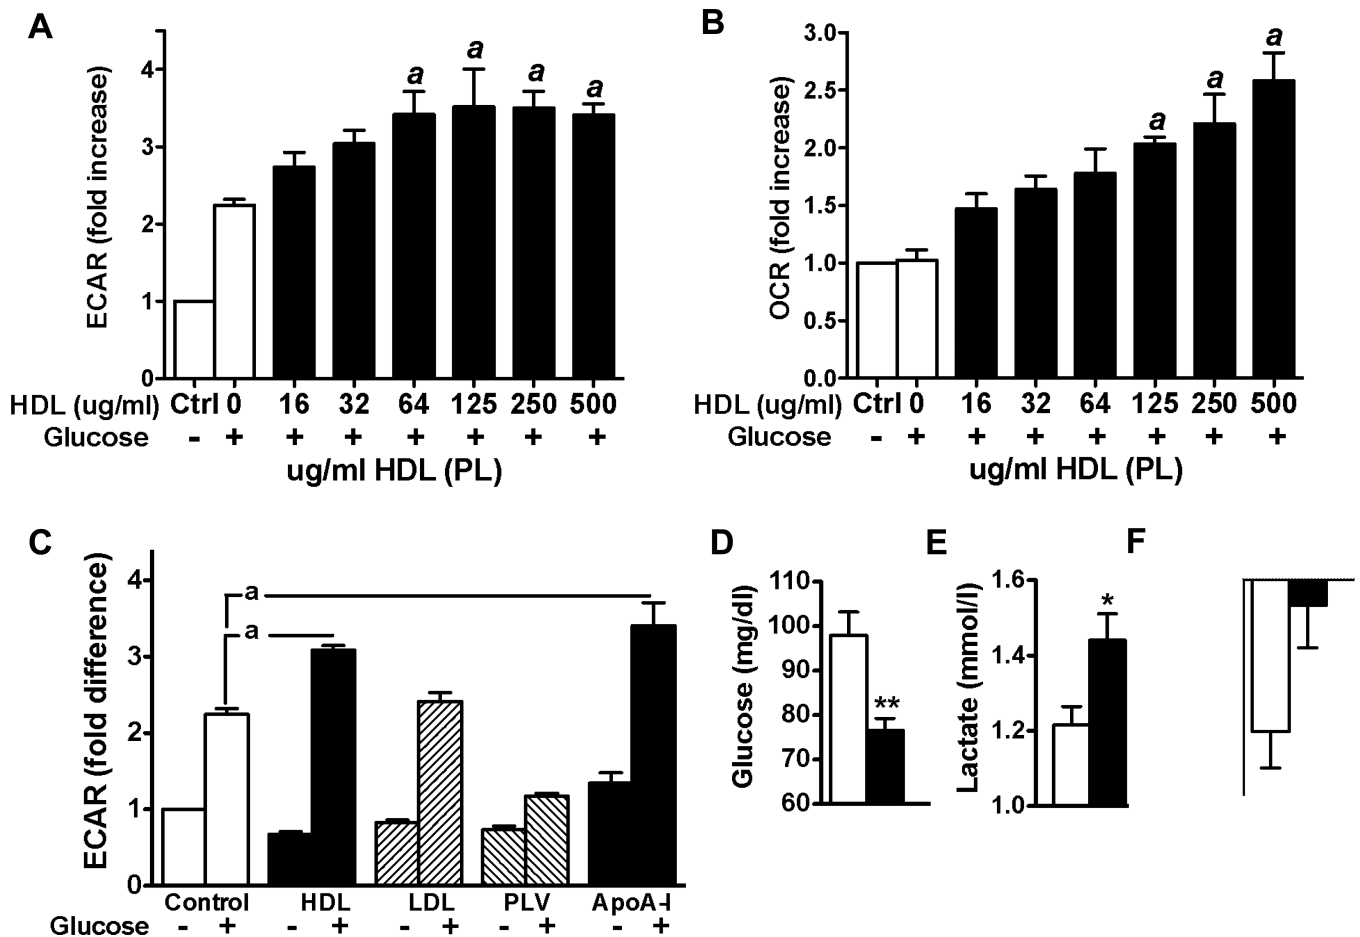 A
ECAR (fold increase)
4
3
2
1
0
a a a a
HDL (ug/ml) Ctrl 0 16 32 64 125 250 500
Glucose - + + + + + + +
ug/ml HDL (PL)
B
OCR (fold increase)
3.0
2.5
2.0
1.5
1.0
0.5
0.0
a a a
HDL (ug/ml) Ctrl 0 16 32 64 125 250 500
Glucose - + + + + + + +
ug/ml HDL (PL)
C
ECAR (fold difference)
4
3
2
1
0
a
a
Control HDL LDL PLV ApoA-I
Glucose - + - + - + - + - +
D
Glucose (mg/dl)
110
100
90
80
70
60
**
E
Lactate (mmol/l)
1.6
1.4
1.2
1.0
*
F